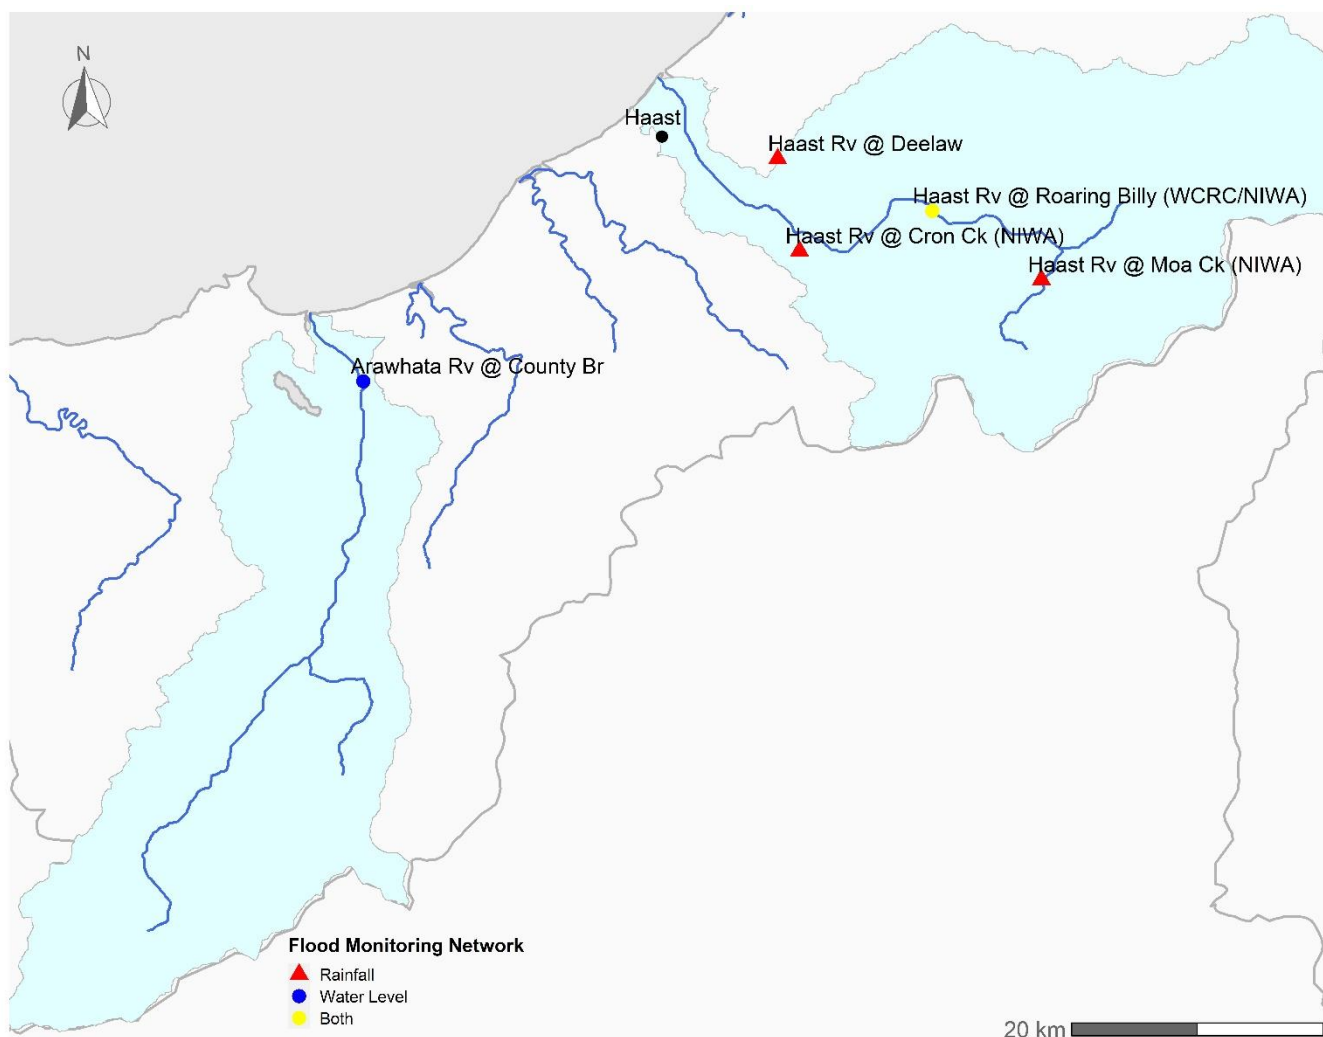 N
Haast
Haast Rv @ Deelaw
Haast Rv @ Roaring Billy (WCRC/NIWA)
Haast Rv @ Cron Ck (NIWA)
Haast Rv @ Moa Ck (NIWA)
Arawhata Rv @ County Br
Flood Monitoring Network
Rainfall
Water Level
Both
20 km